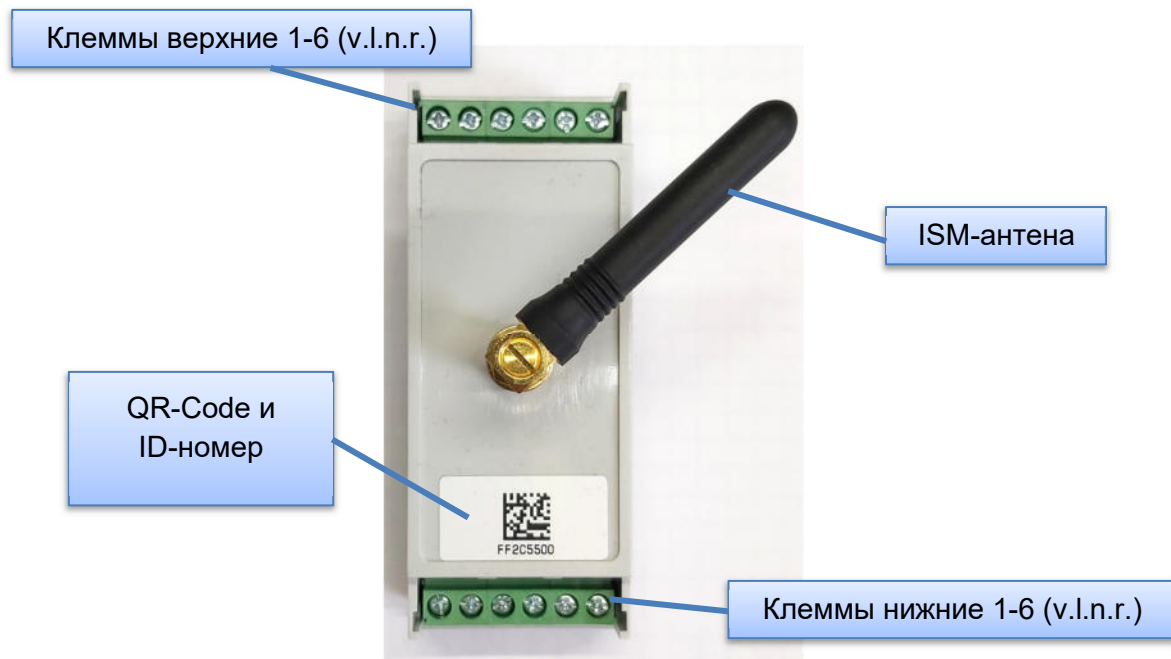 Клеммы верхние 1-6 (v.l.n.r.)
ISM-антена
QR-Code и
ID-номер
FF2C5500
Клеммы нижние 1-6 (v.l.n.r.)